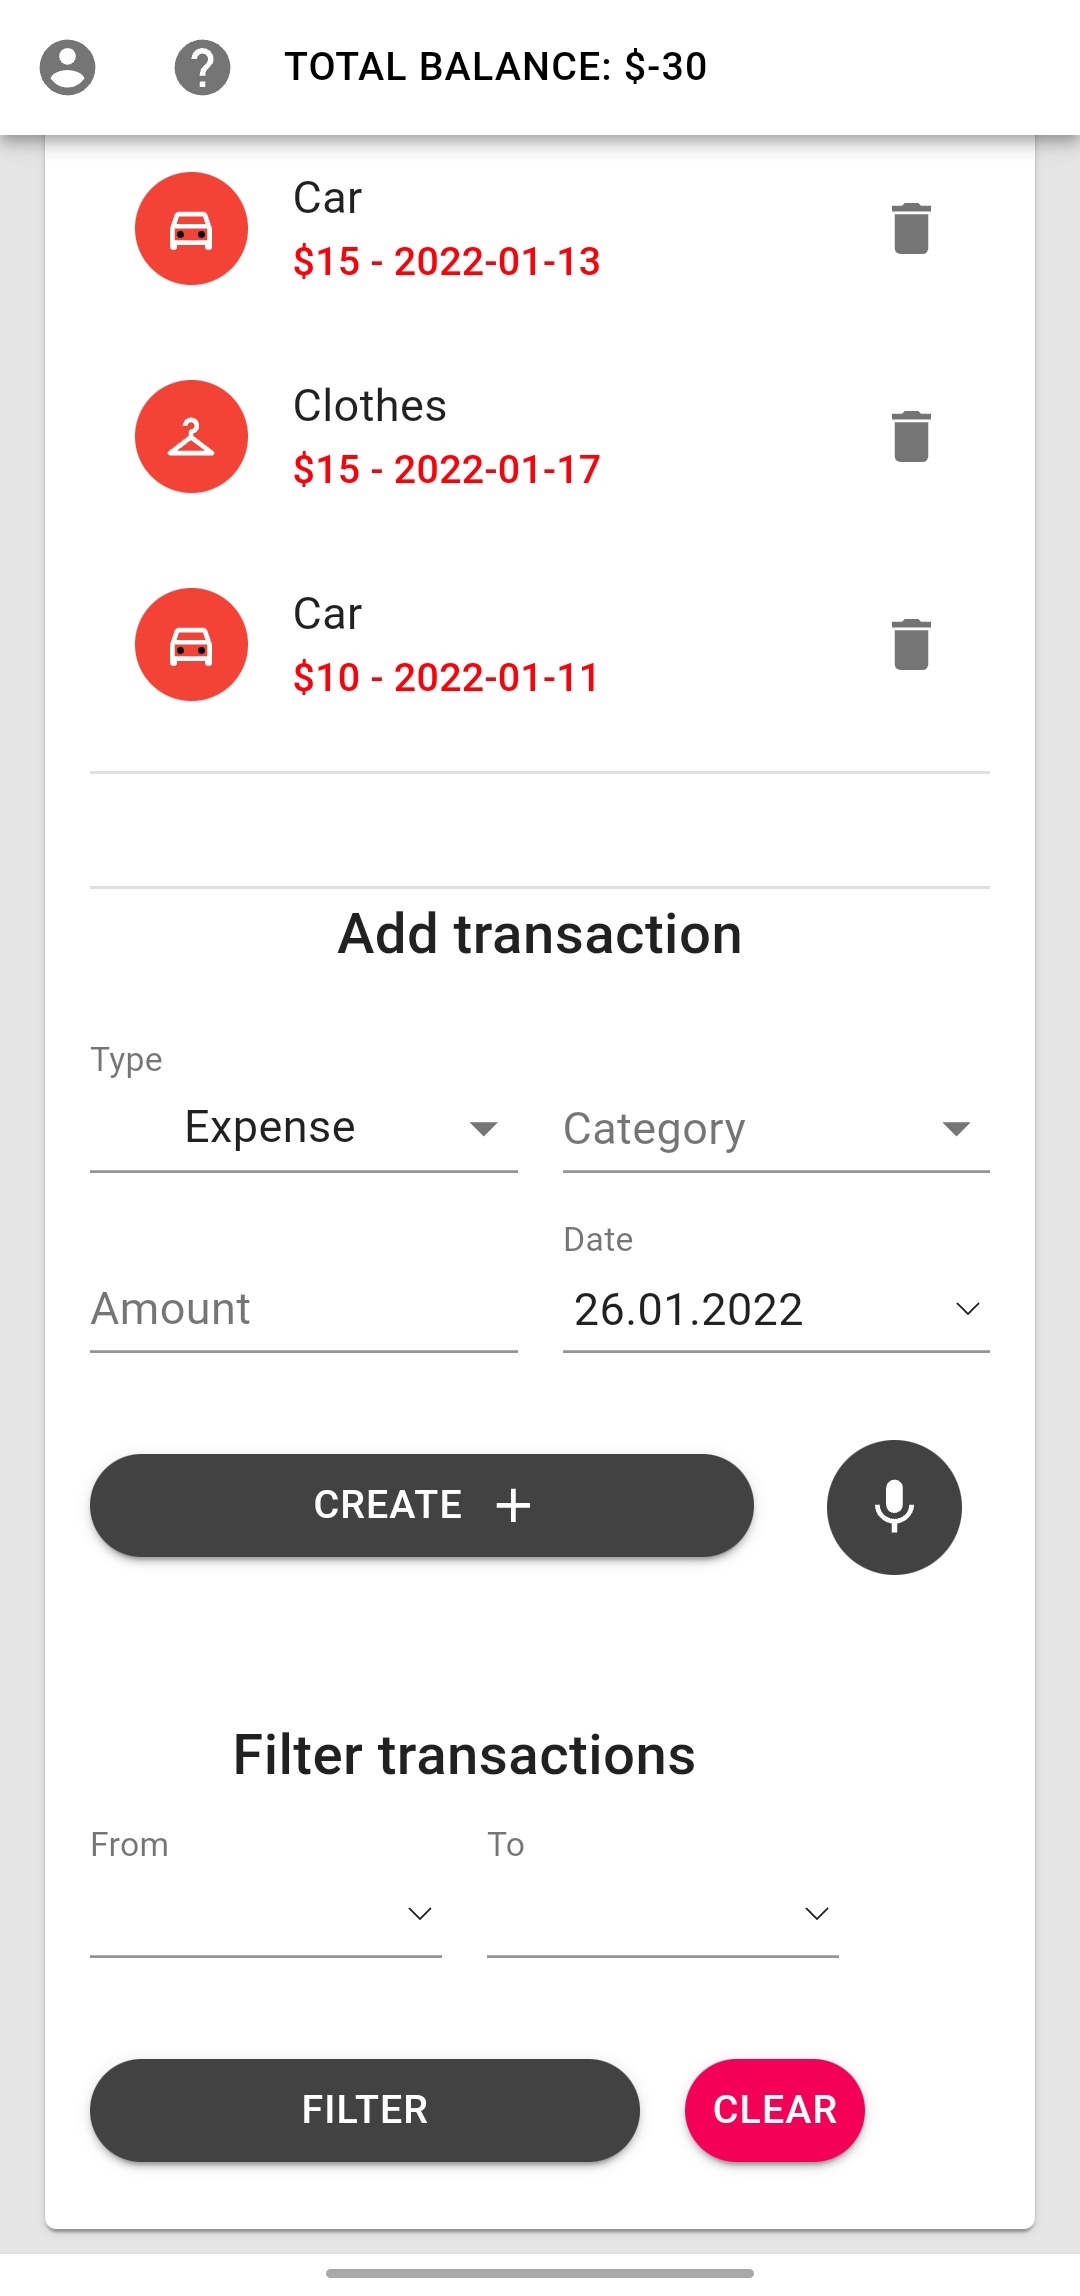 TOTAL BALANCE: $-30
Car
$15 - 2022-01-13
Clothes
$15 - 2022-01-17
Car
$10 - 2022-01-11
Add transaction
Type
Expense
Category
Date
Amount
26.01.2022
CREATE +
Filter transactions
From
To
FILTER
CLEAR